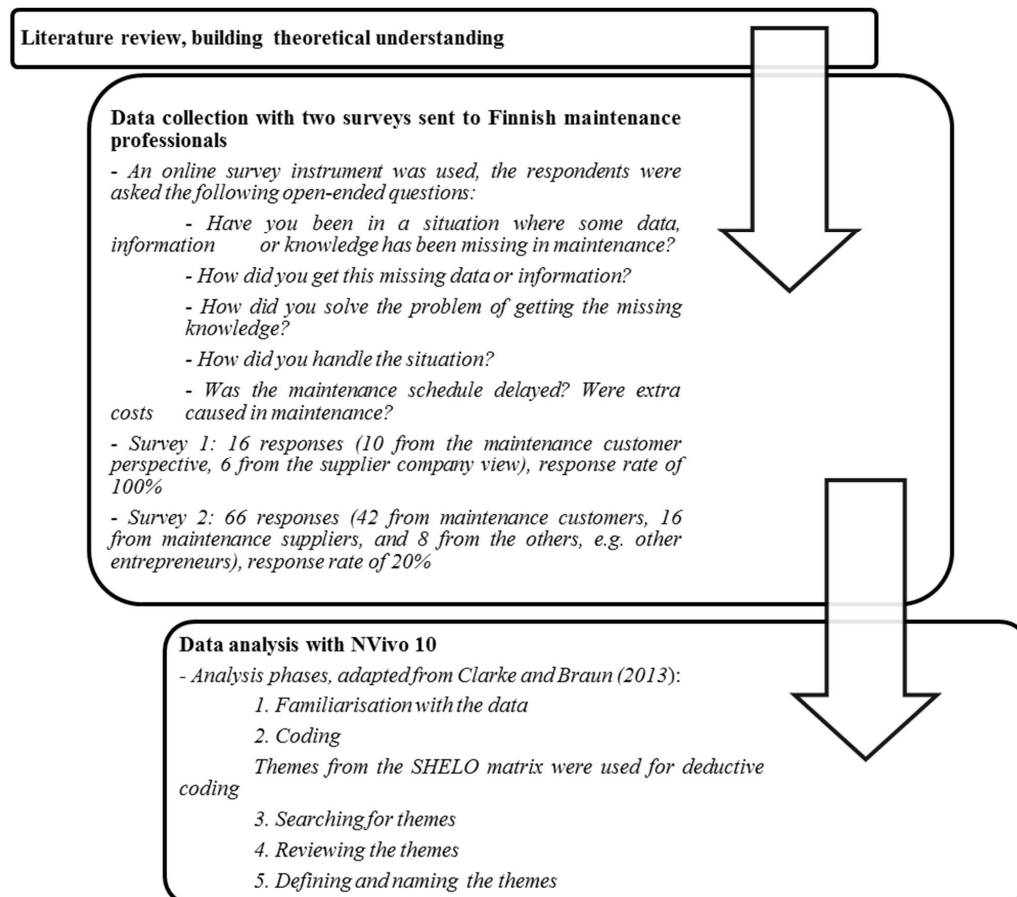 Literature review, building theoretical understanding
Data collection with two surveys sent to Finnish maintenance
professionals
- An online survey instrument was used, the respondents were
asked the following open-ended questions:
- Have you been in a situation where some data,
information or knowledge has been missing in maintenance?
- How did you get this missing data or information?
- How did you solve the problem of getting the missing
knowledge?
- How did you handle the situation?
- Was the maintenance schedule delayed? Were extra
costs caused in maintenance?
- Survey 1: 16 responses (10 from the maintenance customer
perspective, 6 from the supplier company view), response rate of
100%
- Survey 2: 66 responses (42 from maintenance customers, 16
from maintenance suppliers, and 8 from the others, e.g. other
entrepreneurs), response rate of 20%
Data analysis with NVivo 10
- Analysis phases, adapted from Clarke and Braun (2013):
1. Familiarisation with the data
2. Coding
Themes from the SHELO matrix were used for deductive
coding
3. Searching for themes
4. Reviewing the themes
5. Defining and naming the themes